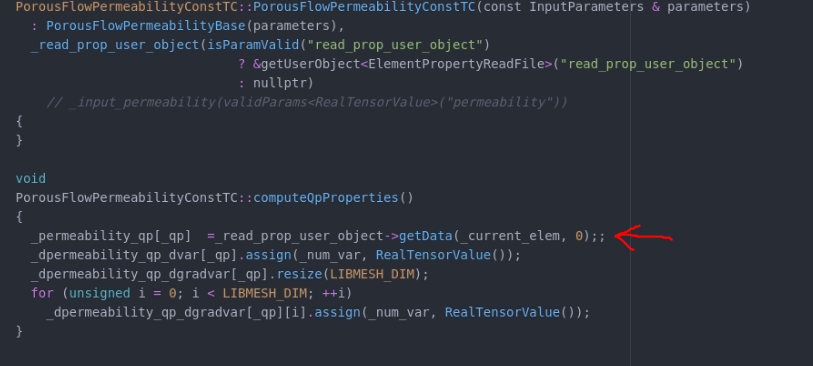 PorousFlowPermeabilityConstTC::PorousFlowPermeabilityConstTC(const InputParameters & parameters)
  : PorousFlowPermeabilityBase(parameters),
  _read_prop_user_object(isParamValid("read_prop_user_object")
                             ? &getUserObject<ElementPropertyReadFile>("read_prop_user_object")
                             : nullptr)
    // _input_permeability(validParams<RealTensorValue>("permeability"))
{
}

void
PorousFlowPermeabilityConstTC::computeQpProperties()
{
  _permeability_qp[_qp]  =_read_prop_user_object->getData(_current_elem, 0);;
  _dpermeability_qp_dvar[_qp].assign(_num_var, RealTensorValue());
  _dpermeability_qp_dgradvar[_qp].resize(LIBMESH_DIM);
  for (unsigned i = 0; i < LIBMESH_DIM; ++i)
    _dpermeability_qp_dgradvar[_qp][i].assign(_num_var, RealTensorValue());
}